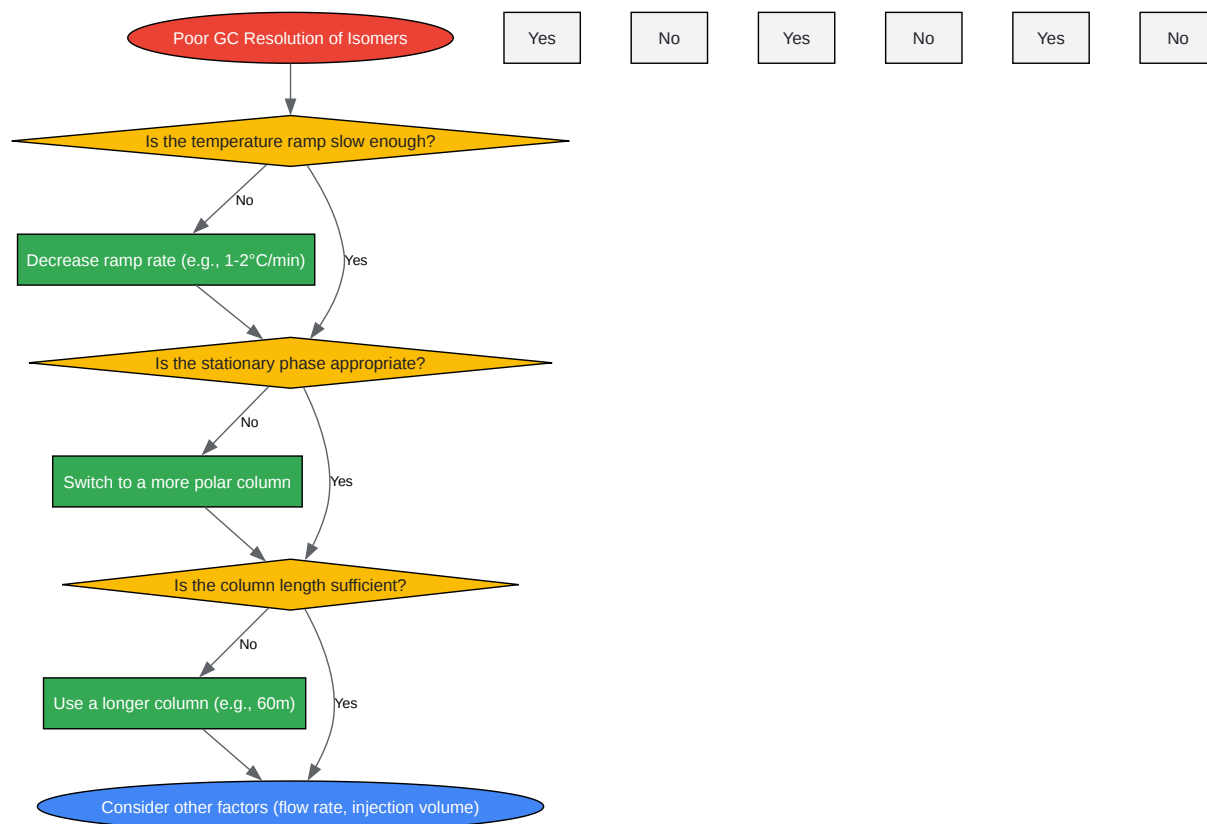 Poor GC Resolution of Isomers
Yes
No
Yes
No
Yes
No
Is the temperature ramp slow enough?
No
Decrease ramp rate (e.g., 1-2°C/min)
Yes
Is the stationary phase appropriate?
No
Switch to a more polar column
Yes
Is the column length sufficient?
No
Use a longer column (e.g., 60m)
Yes
Consider other factors (flow rate, injection volume)